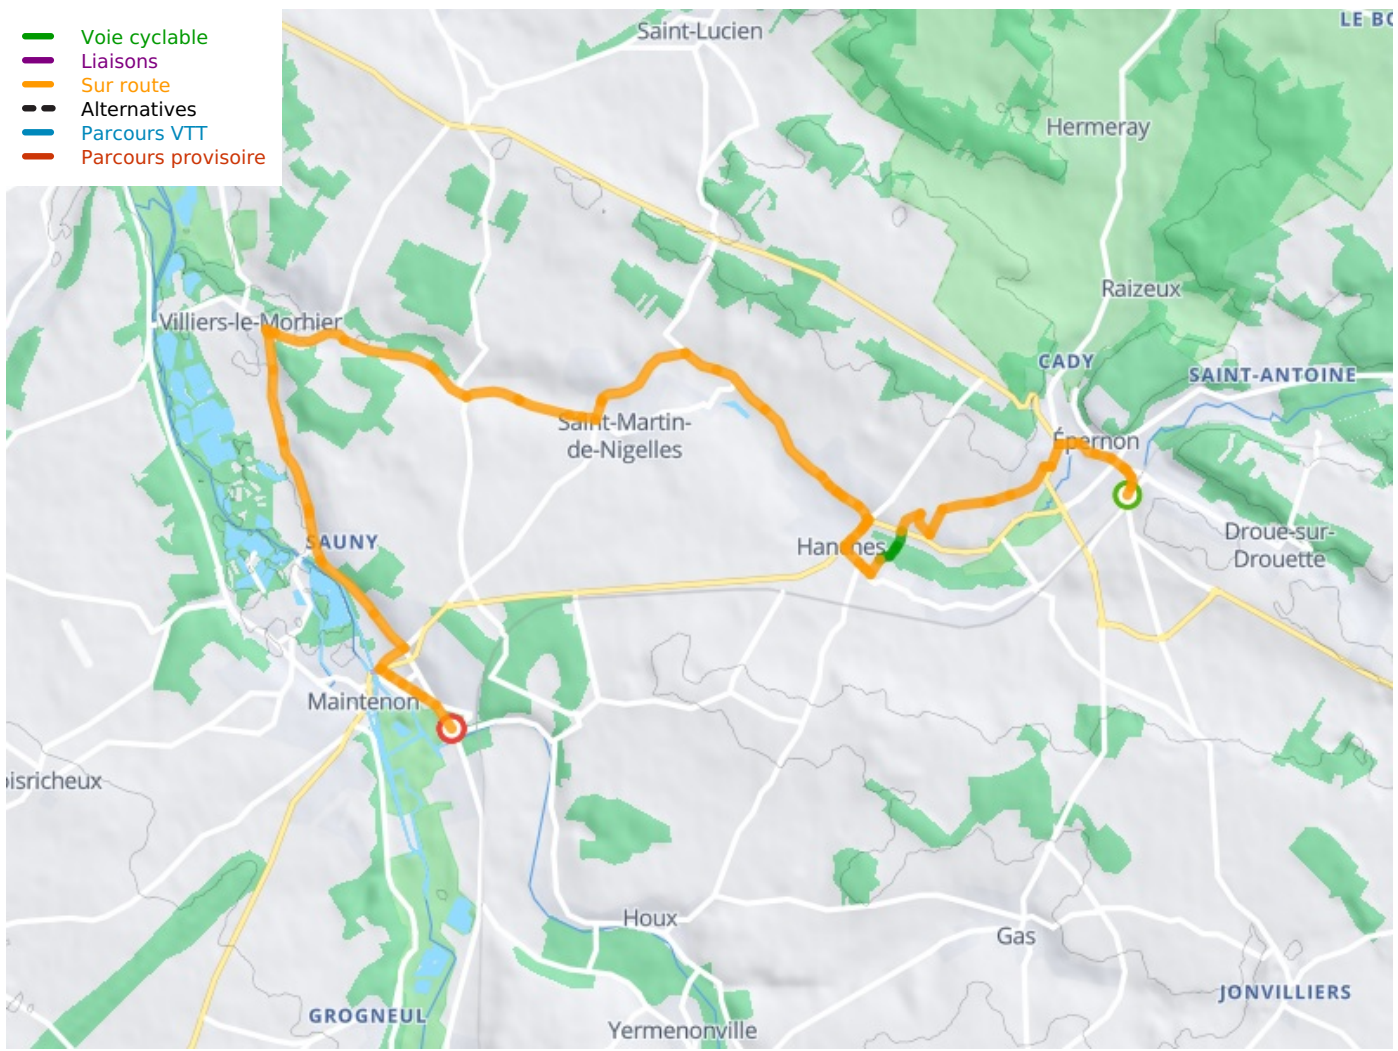 Voie cyclable
Liaisons
Sur route
Alternatives
Parcours VTT
Parcours provisoire
Saint-Lucien
Hermeray
Raizeux
Villiers-le-Morhier
CADY
SAINT-ANTOINE
Saint-Martin-
de-Nigelles
Épernon
SAUNY
Droue-sur-
Drouette
Maintenon
Houx
Gas
JONVILLIERS
GROGNEUL
Yermenonville